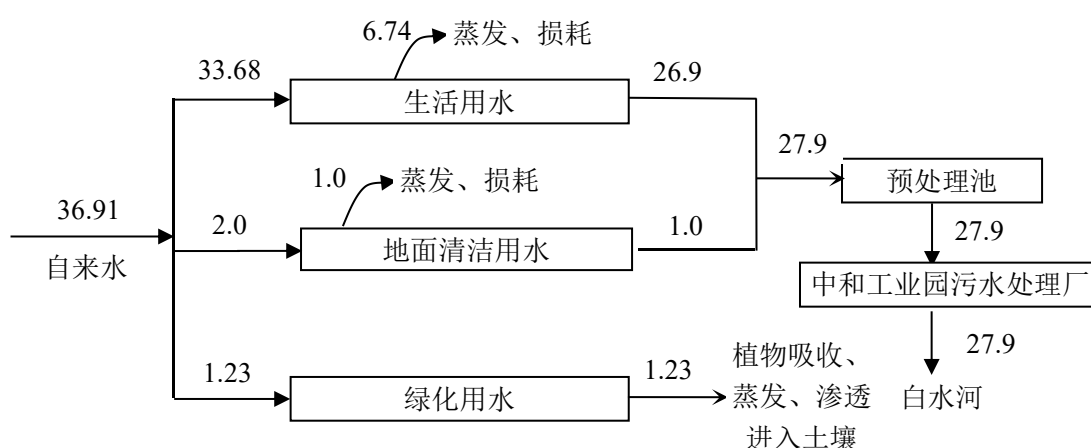 6.74
蒸发、损耗
33.68
生活用水
26.9
27.9
1.0
蒸发、损耗
预处理池
36.91
2.0
地面清洁用水
1.0
27.9
自来水
中和工业园污水处理厂
1.23
绿化用水
1.23
植物吸收、
蒸发、渗透
进入土壤
27.9
白水河